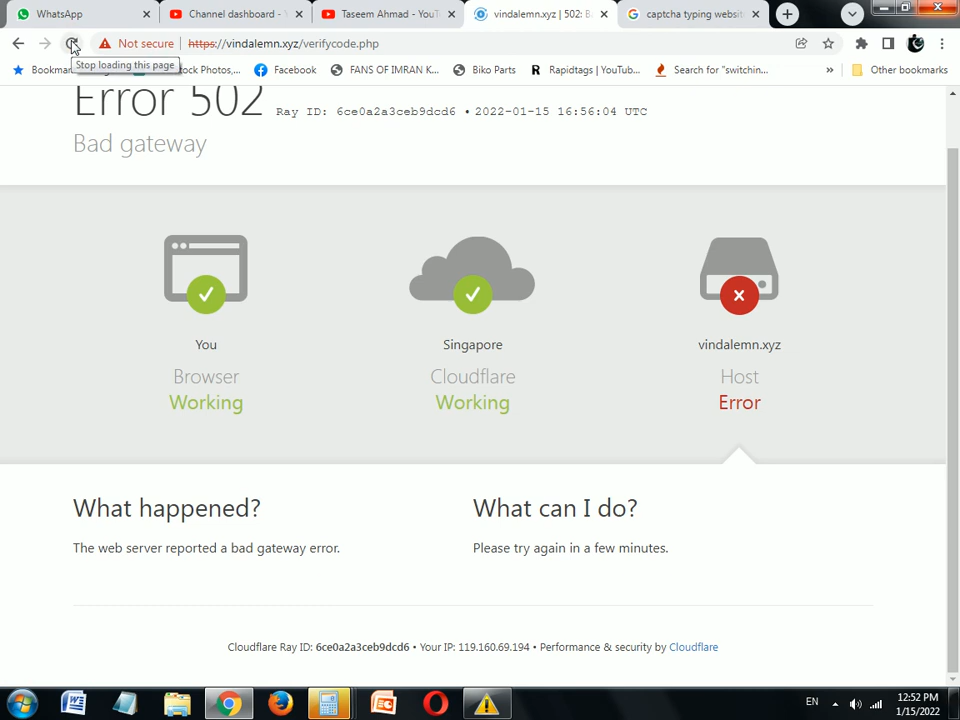 WhatsApp
Channel dashboard - Y
Taseem Ahmad - YouT
vindalemn.xyz | 502: B
captcha typing websit
Not secure
https://vindalemn.xyz/verifycode.php
Stop loading this page
Bookmar
ock Photos,...
Facebook
FANS OF IMRAN K...
Biko Parts
Rapidtags | YouTub...
Search for "switchin...
»
Other bookmarks
Error 502 Ray ID: 6ce0a2a3ceb9dcd6 • 2022-01-15 16:56:04 UTC
Bad gateway
You
Browser
Working
Singapore
Cloudflare
Working
vindalemn.xyz
Host
Error
What happened?
The web server reported a bad gateway error.
What can I do?
Please try again in a few minutes.
Cloudflare Ray ID: 6ce0a2a3ceb9dcd6 • Your IP: 119.160.69.194 • Performance & security by Cloudflare
EN
12:52 PM
1/15/2022